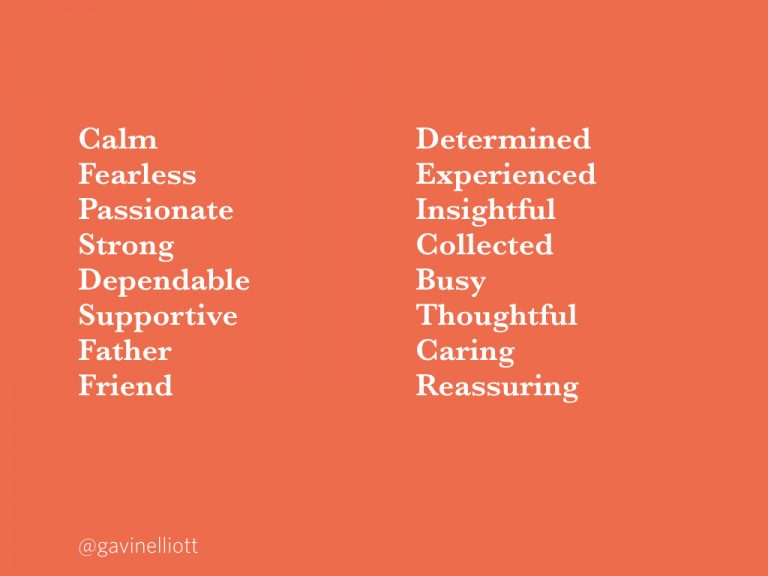 Calm
Fearless
Passionate
Strong
Dependable
Supportive
Father
Friend
Determined
Experienced
Insightful
Collected
Busy
Thoughtful
Caring
Reassuring
@gavinelliott